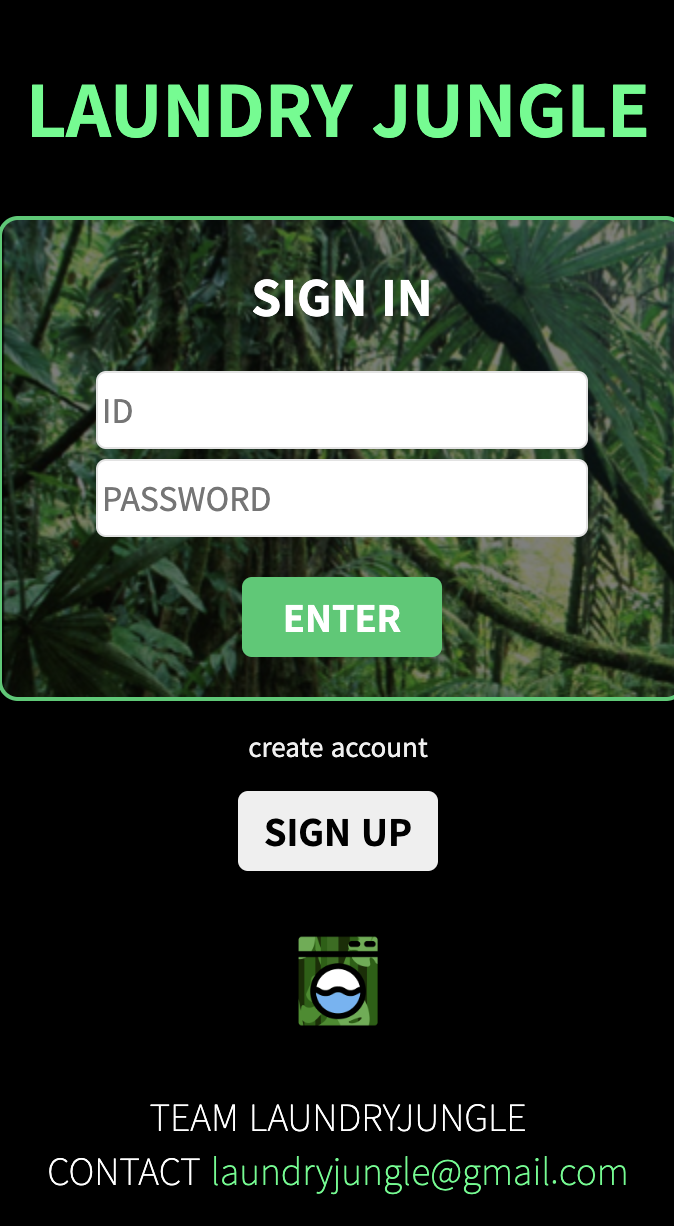 LAUNDRY JUNGLE
SIGN IN
ID
PASSWORD
ENTER
create account
SIGN UP
TEAM LAUNDRYJUNGLE
CONTACT laundryjungle@gmail.com